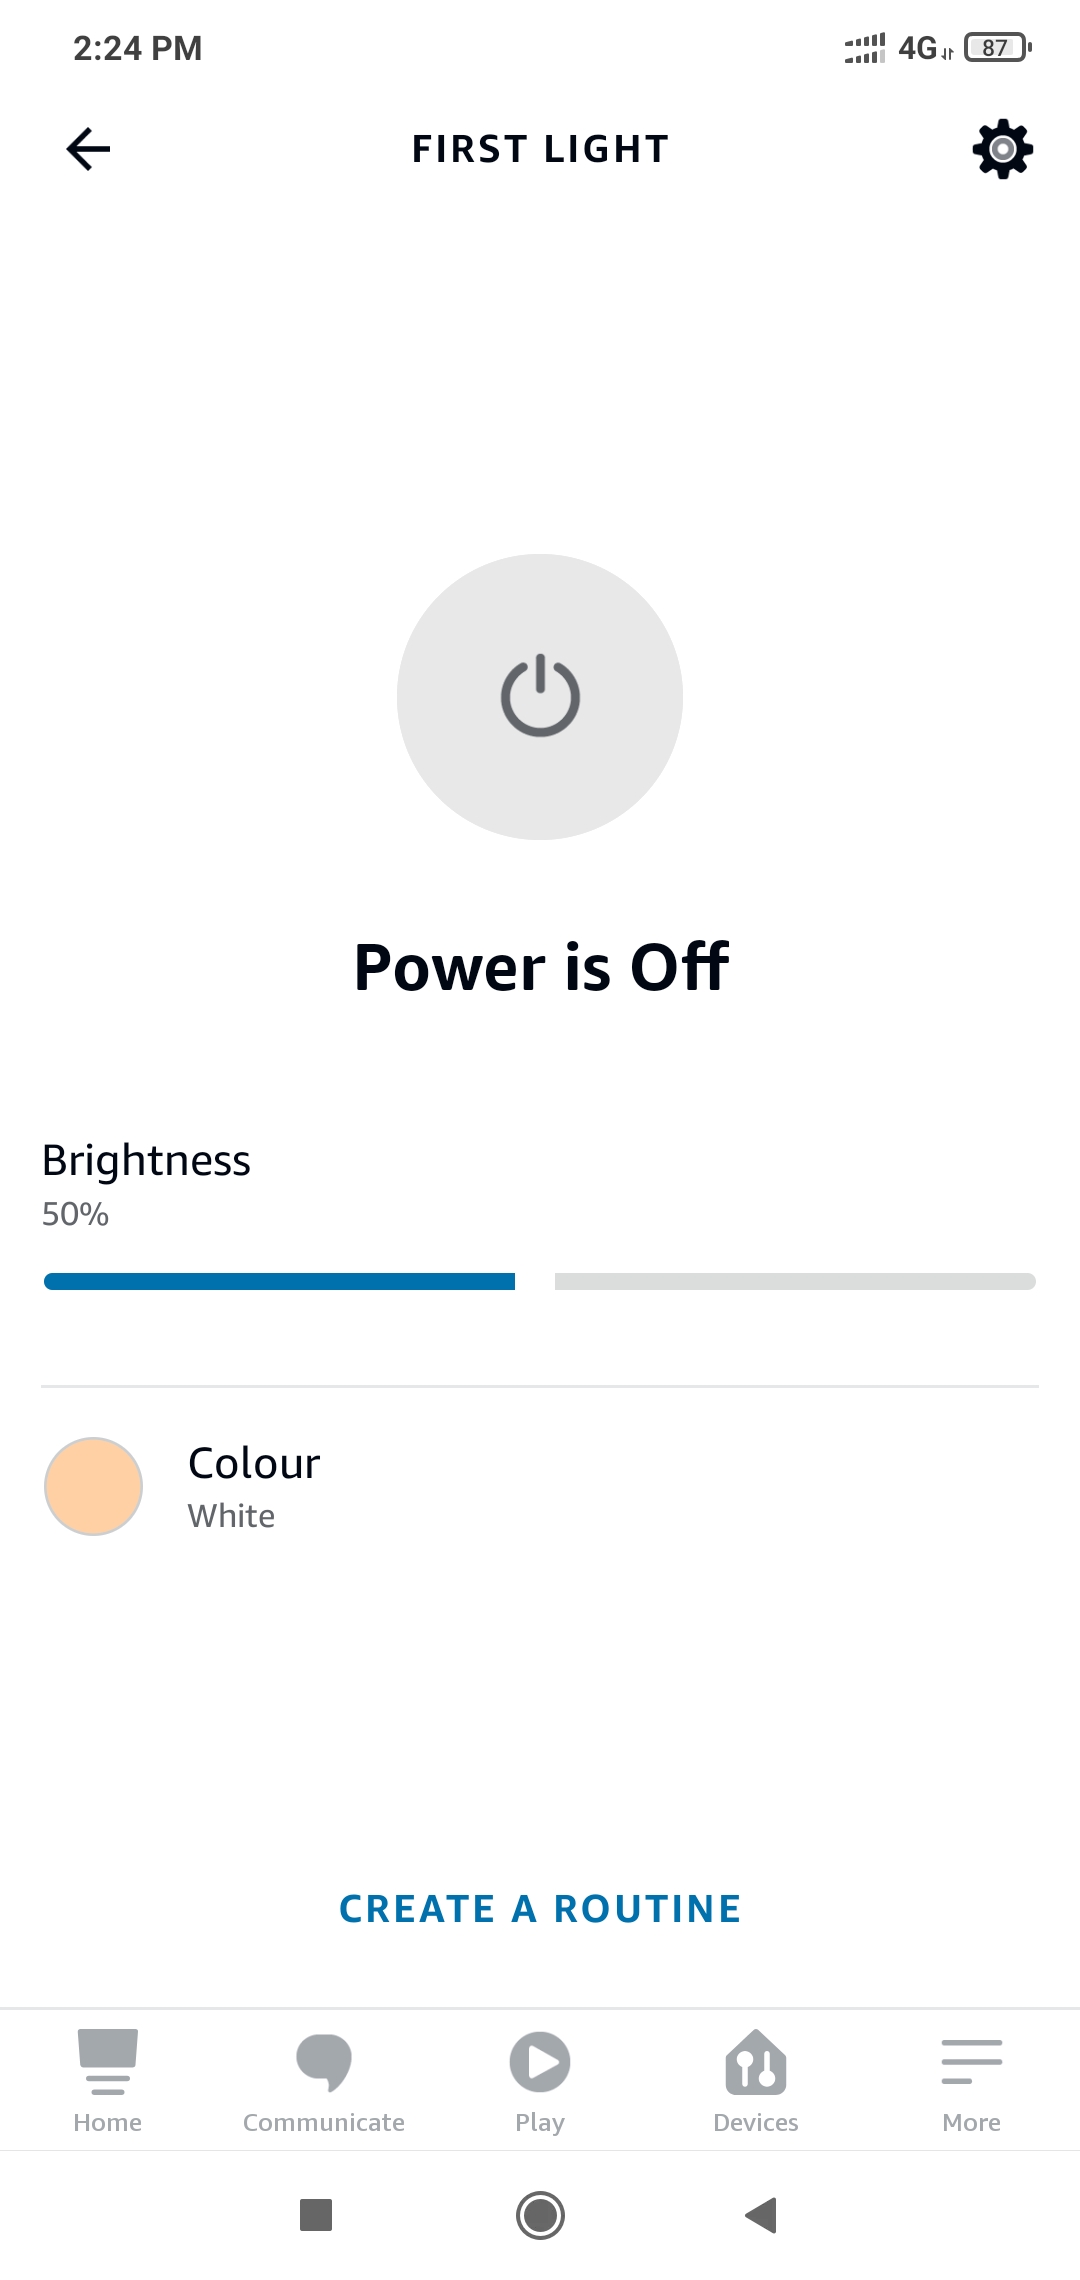 2:24 PM
4G
87
FIRST LIGHT
Power is Off
Brightness
50%
Colour
White
CREATE A ROUTINE
Home
Communicate
Play
Devices
More